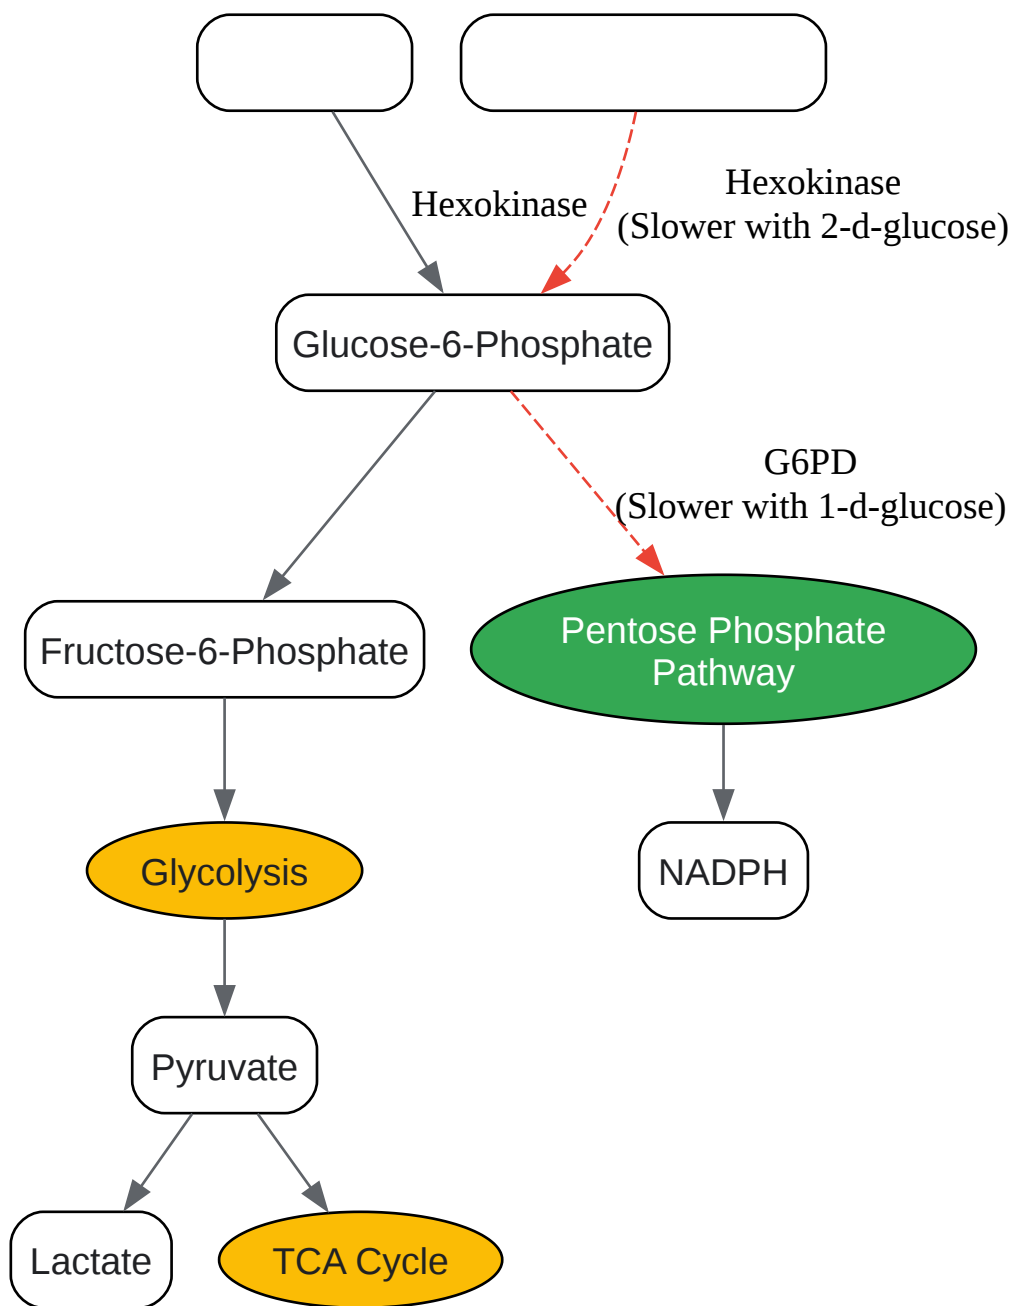 Hexokinase
Hexokinase
(Slower with 2-d-glucose)
Glucose-6-Phosphate
G6PD
(Slower with 1-d-glucose)
Fructose-6-Phosphate
Pentose Phosphate
Pathway
Glycolysis
NADPH
Pyruvate
Lactate
TCA Cycle